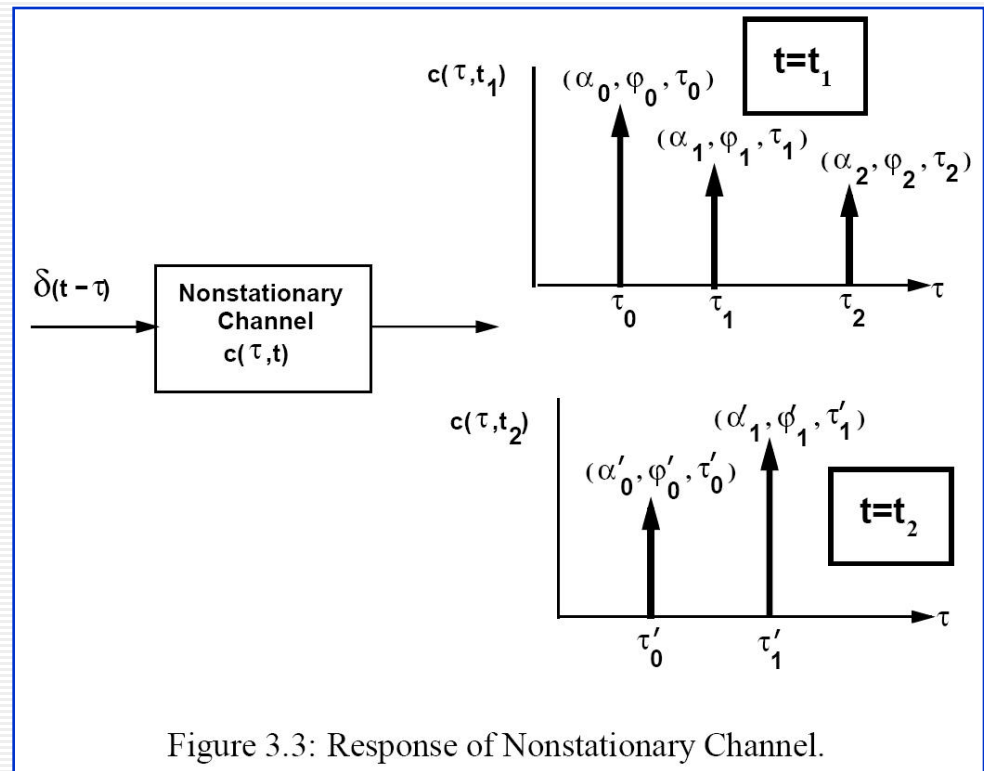 t=t₁
c(τ,t₁)
(α₀,φ₀,τ₀)
(α₁,φ₁,τ₁)
(α₂,φ₂,τ₂)
τ₀ τ₁ τ₂ τ
δ(t − τ)
Nonstationary
Channel
c(τ,t)
c(τ,t₂)
(α′₁,φ′₁,τ′₁)
(α′₀,φ′₀,τ′₀)
t=t₂
τ′₀ τ′₁ τ
Figure 3.3: Response of Nonstationary Channel.